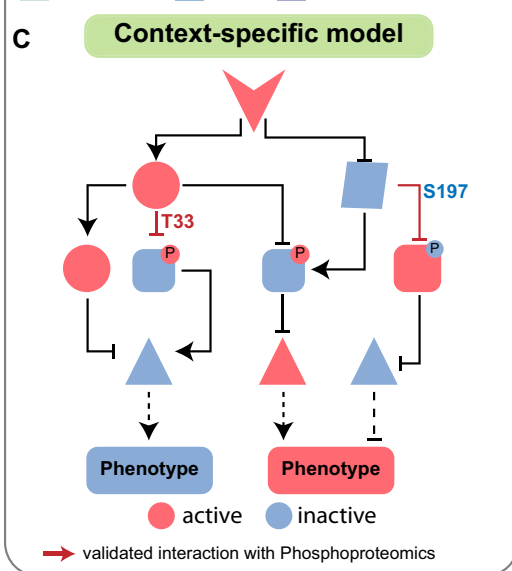 C
Context-specific model
T33
S197
P
P
P
Phenotype
Phenotype
active
inactive
validated interaction with Phosphoproteomics